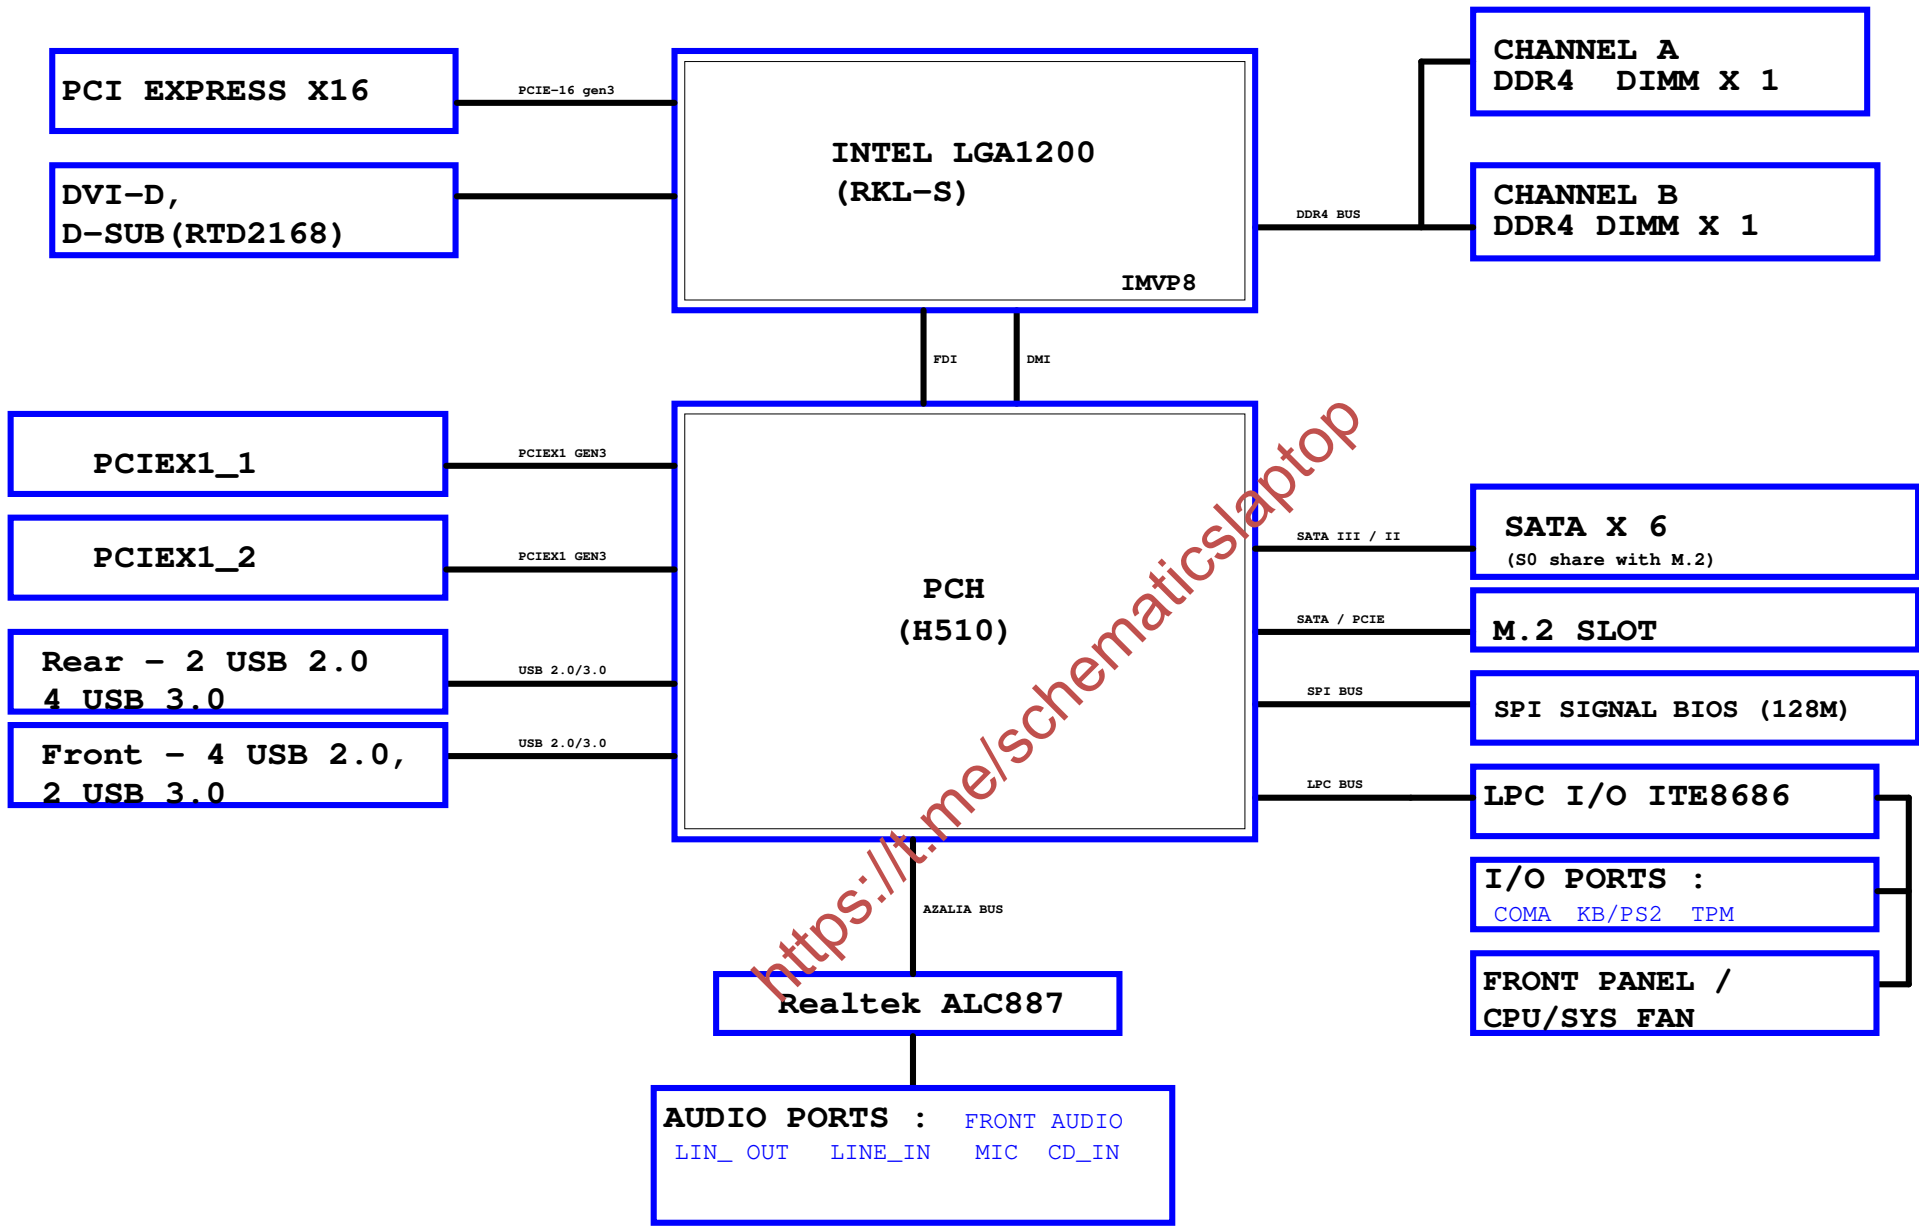 PCI EXPRESS X16
PCIE-16 gen3
DVI-D,
D-SUB(RTD2168)
INTEL LGA1200
(RKL-S)
IMVP8
CHANNEL A
DDR4 DIMM X 1
DDR4 BUS
CHANNEL B
DDR4 DIMM X 1
FDI
DMI
PCIEX1_1
PCIEX1 GEN3
PCIEX1_2
PCIEX1 GEN3
Rear - 2 USB 2.0
4 USB 3.0
USB 2.0/3.0
Front - 4 USB 2.0,
2 USB 3.0
USB 2.0/3.0
PCH
(H510)
SATA III / II
SATA X 6
(S0 share with M.2)
SATA / PCIE
M.2 SLOT
SPI BUS
SPI SIGNAL BIOS (128M)
LPC BUS
LPC I/O ITE8686
I/O PORTS :
COMA KB/PS2 TPM
FRONT PANEL /
CPU/SYS FAN
AZALIA BUS
Realtek ALC887
AUDIO PORTS : FRONT AUDIO
LIN_ OUT LINE_IN MIC CD_IN
https://t.me/schematicslaptop